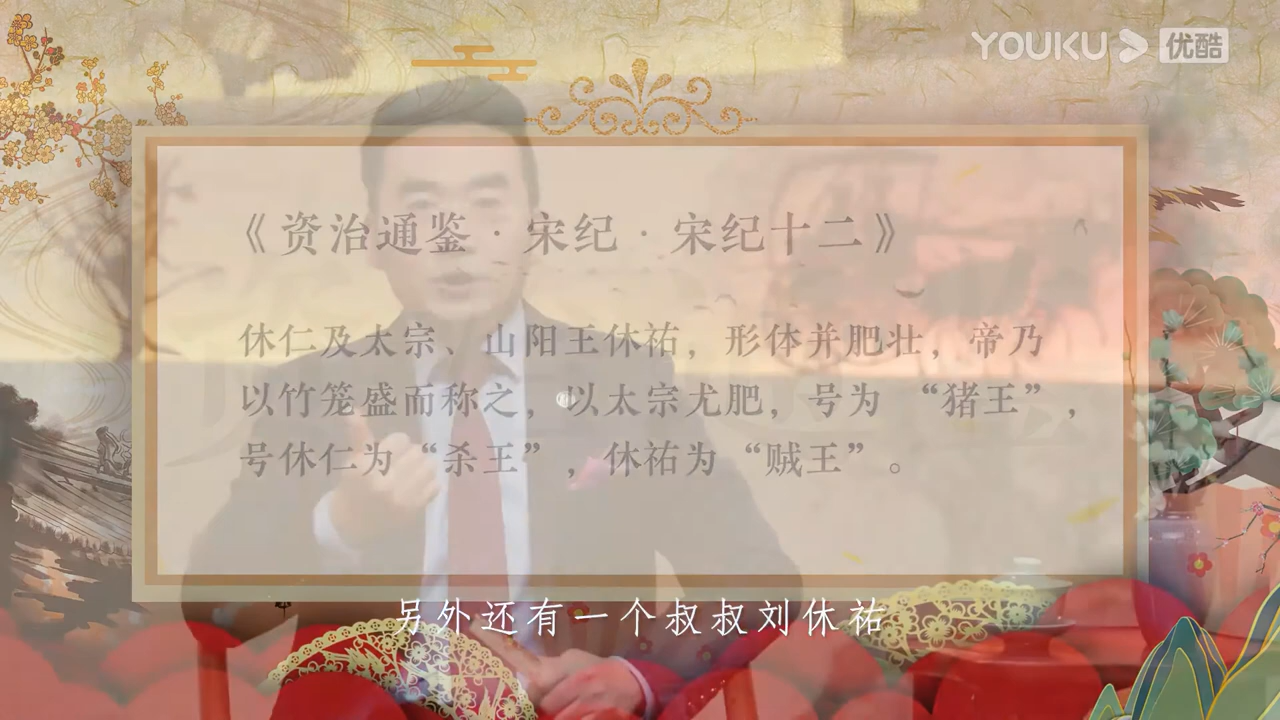 YOUKU 优酷
《资治通鉴·宋纪·宋纪十二》
休仁及太宗、山阳王休祐，形体并肥壮，帝乃
以竹笼盛而称之，以太宗尤肥，号为“猪王”，
号休仁为“杀王”，休祐为“贼王”。
另外还有一个叔叔刘休祐